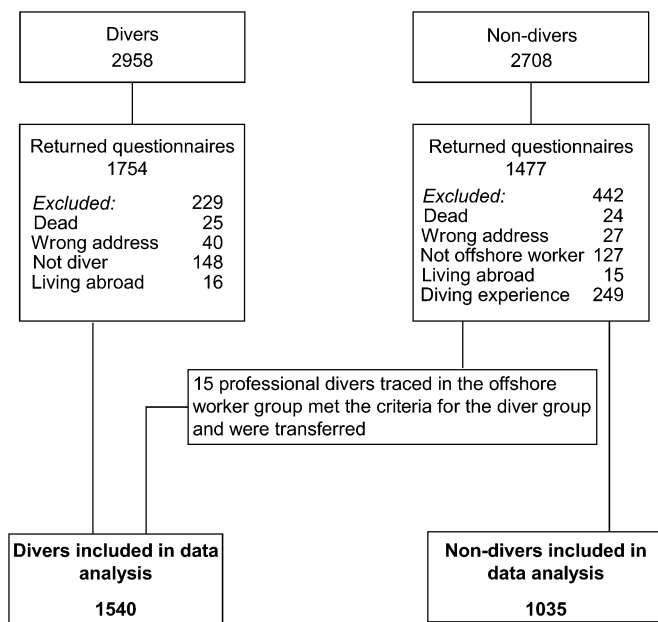 Divers
2958
Non-divers
2708
Returned questionnaires
1754
Excluded: 229
Dead 25
Wrong address 40
Not diver 148
Living abroad 16
Returned questionnaires
1477
Excluded: 442
Dead 24
Wrong address 27
Not offshore worker 127
Living abroad 15
Diving experience 249
15 professional divers traced in the offshore
worker group met the criteria for the diver group
and were transferred
Divers included in data
analysis
1540
Non-divers included in
data analysis
1035